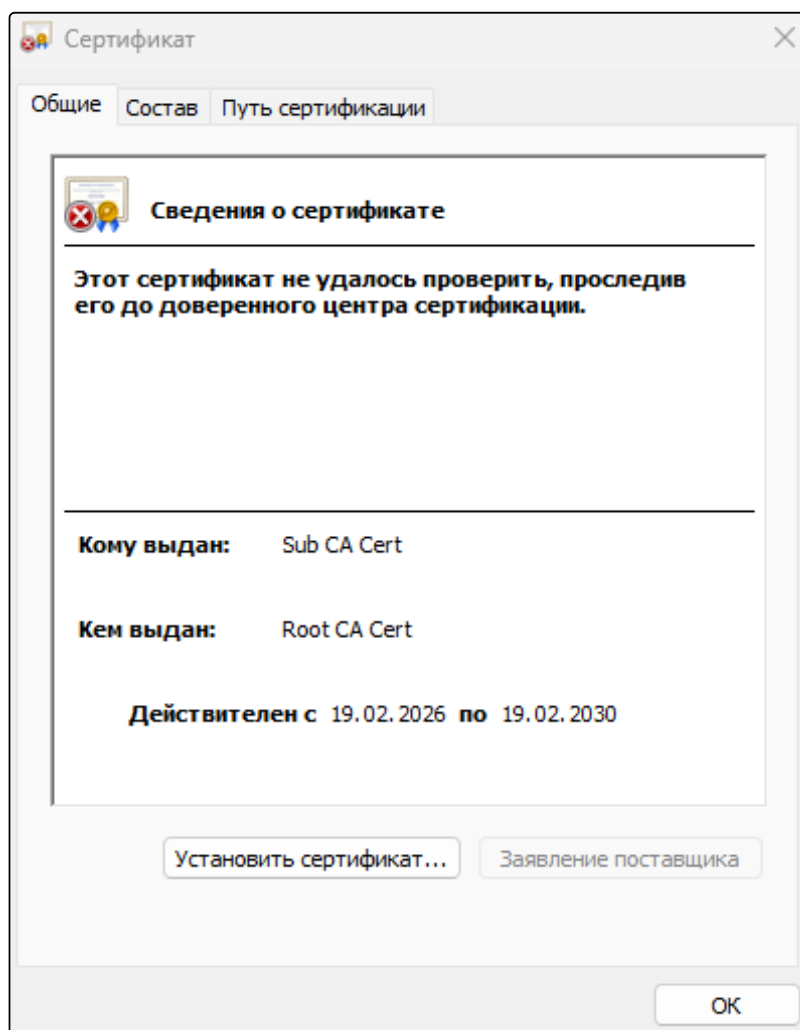 Сертификат
Общие Состав Путь сертификации
Сведения о сертификате
Этот сертификат не удалось проверить, проследив
его до доверенного центра сертификации.
Кому выдан: Sub CA Cert
Кем выдан: Root CA Cert
Действителен с 19.02.2026 по 19.02.2030
Установить сертификат... Заявление поставщика
ОК